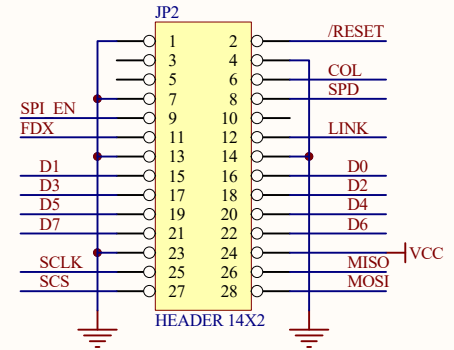 JP2
1 2 /RESET
3 4
5 6 COL
7 8 SPD
SPI_EN 9 10
FDX 11 12 LINK
13 14
D1 15 16 D0
D3 17 18 D2
D5 19 20 D4
D7 21 22 D6
23 24 VCC
SCLK 25 26 MISO
SCS 27 28 MOSI
HEADER 14X2